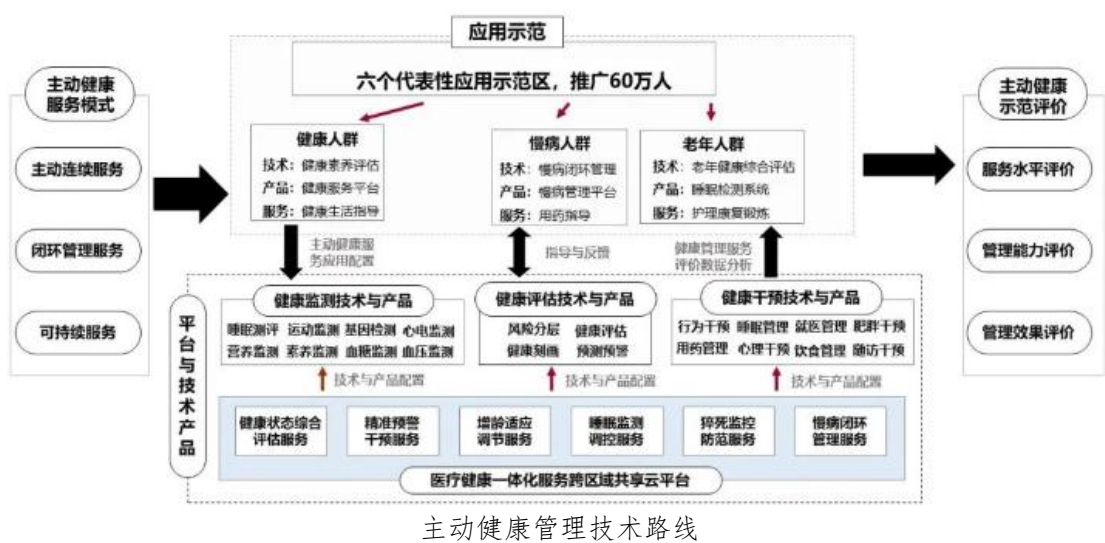 应用示范
六个代表性应用示范区，推广60万人
主动健康
服务模式
主动连续服务
闭环管理服务
可持续服务
健康人群
技术：健康素养评估
产品：健康服务平台
服务：健康生活指导
慢病人群
技术：慢病闭环管理
产品：慢病管理平台
服务：用药指导
老年人群
技术：老年健康综合评估
产品：睡眠检测系统
服务：护理康复锻炼
主动健康
示范评价
服务水平评价
管理能力评价
管理效果评价
主动健康服
务应用配置
指导与反馈
健康管理服务
评价数据分析
平台与技术产品
健康监测技术与产品
睡眠测评 运动监测 基因检测 心电监测
营养监测 素养监测 血糖监测 血压监测
健康评估技术与产品
风险分层 健康评估
健康刻画 预测预警
健康干预技术与产品
行为干预 睡眠管理 就医管理 肥群干预
用药管理 心理干预 饮食管理 随访干预
技术与产品配置
技术与产品配置
技术与产品配置
健康状态综合
评估服务
精准预警
干预服务
增龄适应
调节服务
睡眠监测
调控服务
猝死监控
防范服务
慢病闭环
管理服务
医疗健康一体化服务跨区域共享云平台
主动健康管理技术路线